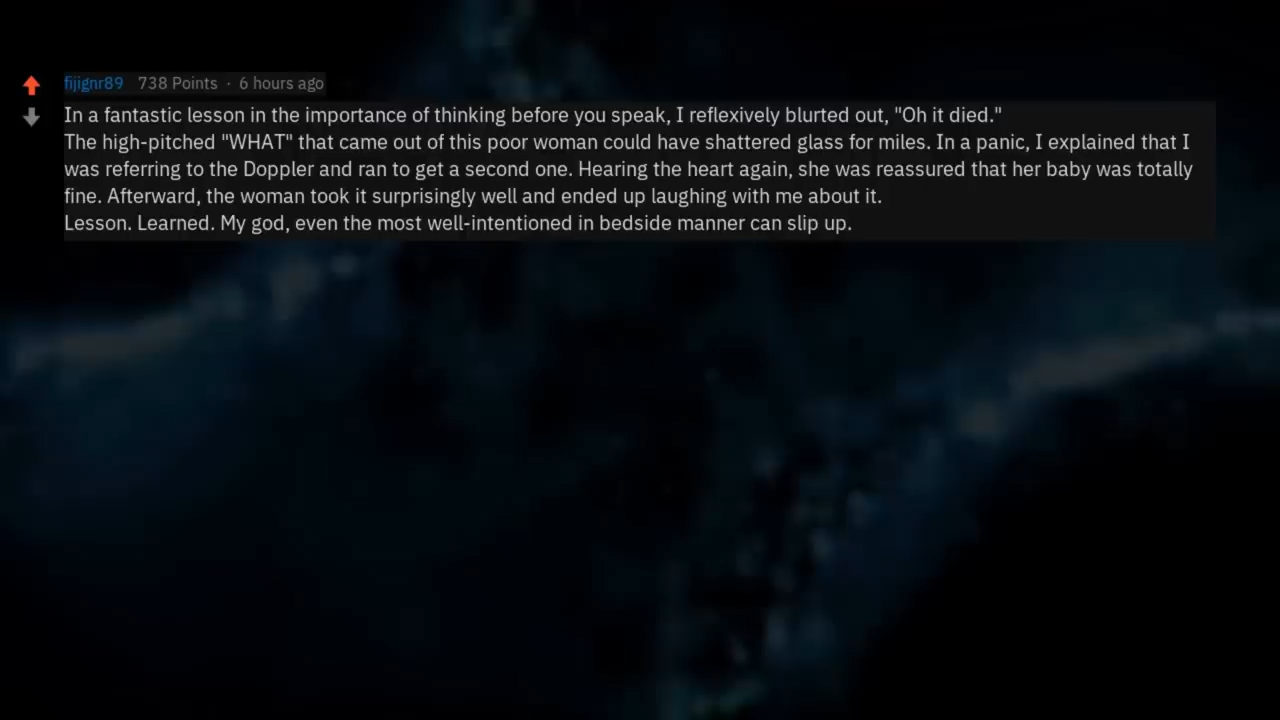 fijignr89 738 Points · 6 hours ago
In a fantastic lesson in the importance of thinking before you speak, I reflexively blurted out, "Oh it died."
The high-pitched "WHAT" that came out of this poor woman could have shattered glass for miles. In a panic, I explained that I
was referring to the Doppler and ran to get a second one. Hearing the heart again, she was reassured that her baby was totally
fine. Afterward, the woman took it surprisingly well and ended up laughing with me about it.
Lesson. Learned. My god, even the most well-intentioned in bedside manner can slip up.